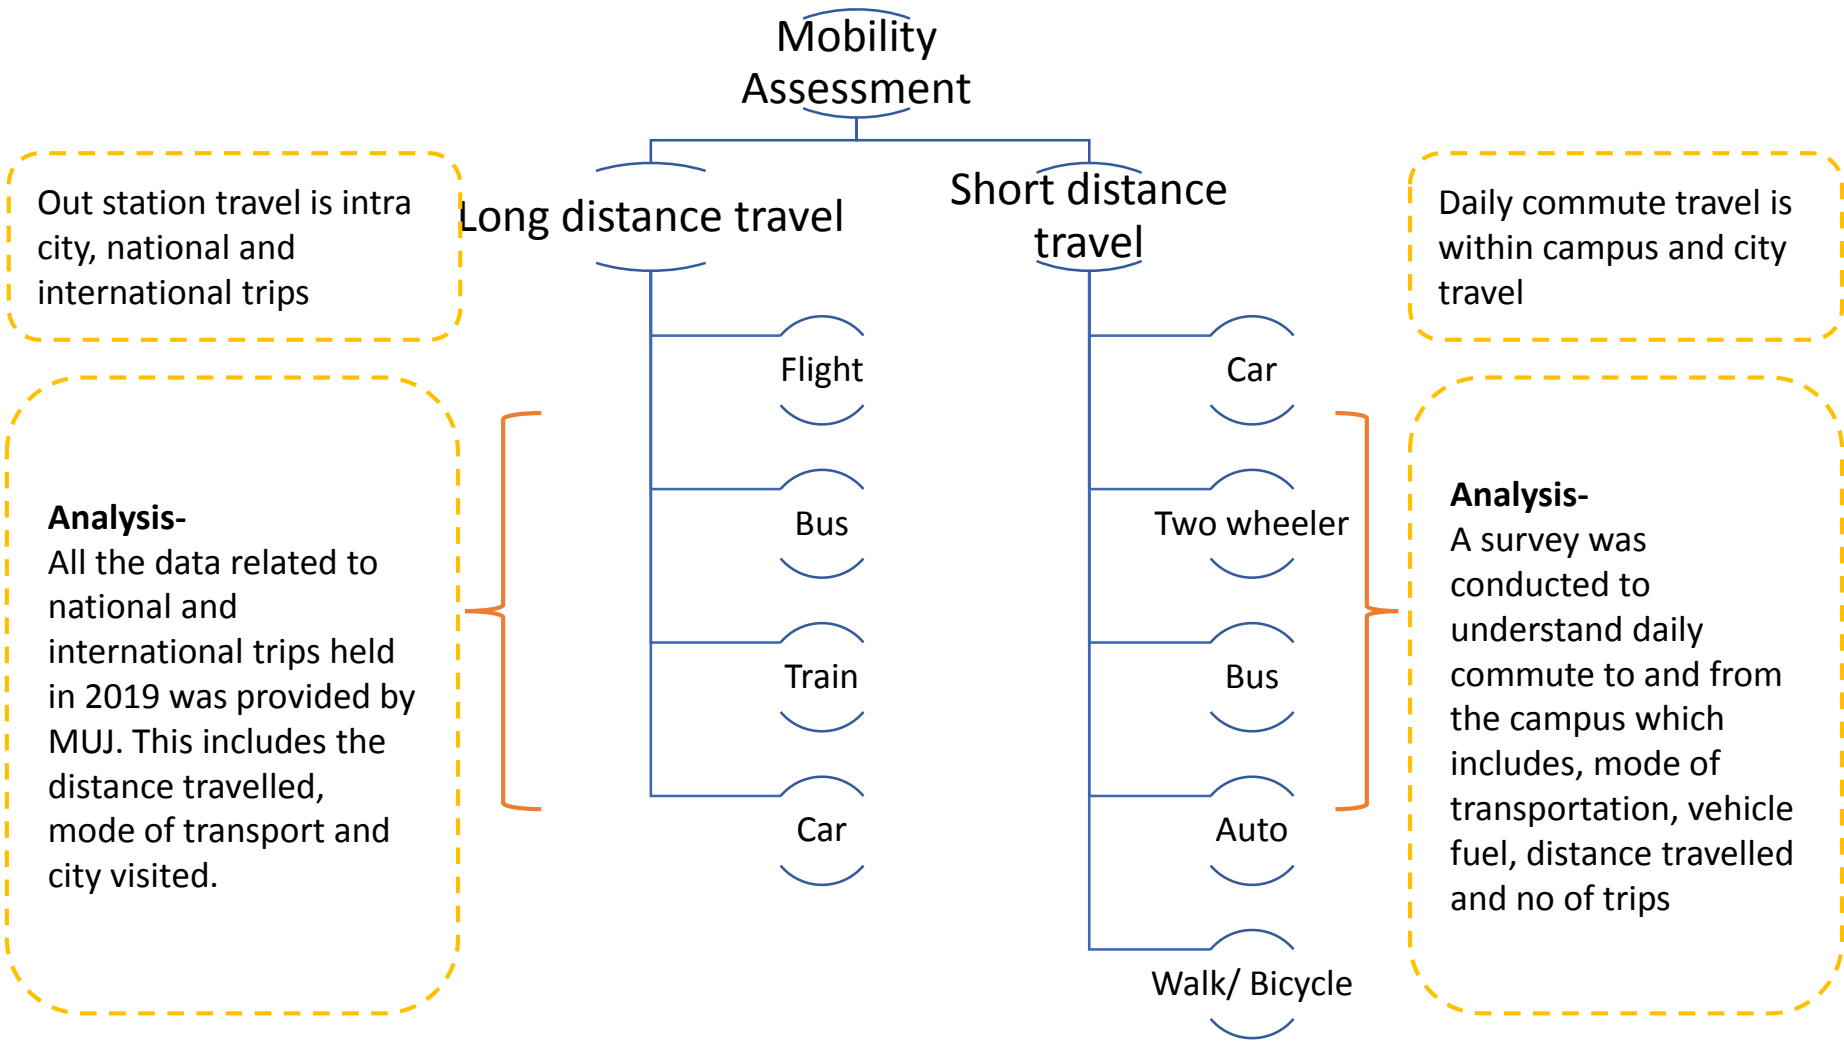 Mobility
Assessment
Out station travel is intra
city, national and
international trips
Long distance travel
Short distance
travel
Daily commute travel is
within campus and city
travel
Flight
Bus
Train
Car
Car
Two wheeler
Bus
Auto
Walk/ Bicycle
Analysis-
All the data related to
national and
international trips held
in 2019 was provided by
MUJ. This includes the
distance travelled,
mode of transport and
city visited.
Analysis-
A survey was
conducted to
understand daily
commute to and from
the campus which
includes, mode of
transportation, vehicle
fuel, distance travelled
and no of trips